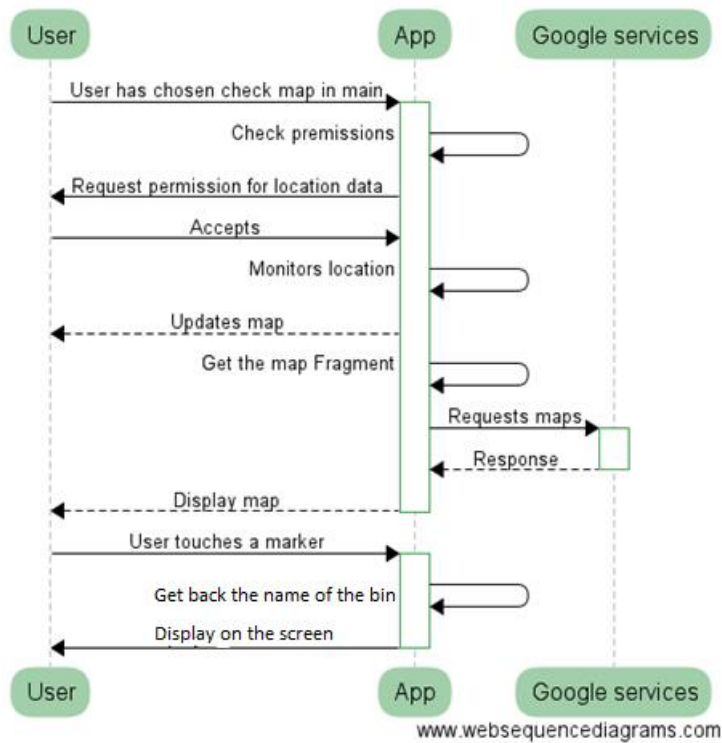 User App Google services
User has chosen check map in main
Check premissions
Request permission for location data
Accepts
Monitors location
Updates map
Get the map Fragment
Requests maps
Response
Display map
User touches a marker
Get back the name of the bin
Display on the screen
User App Google services
www.websequencediagrams.com